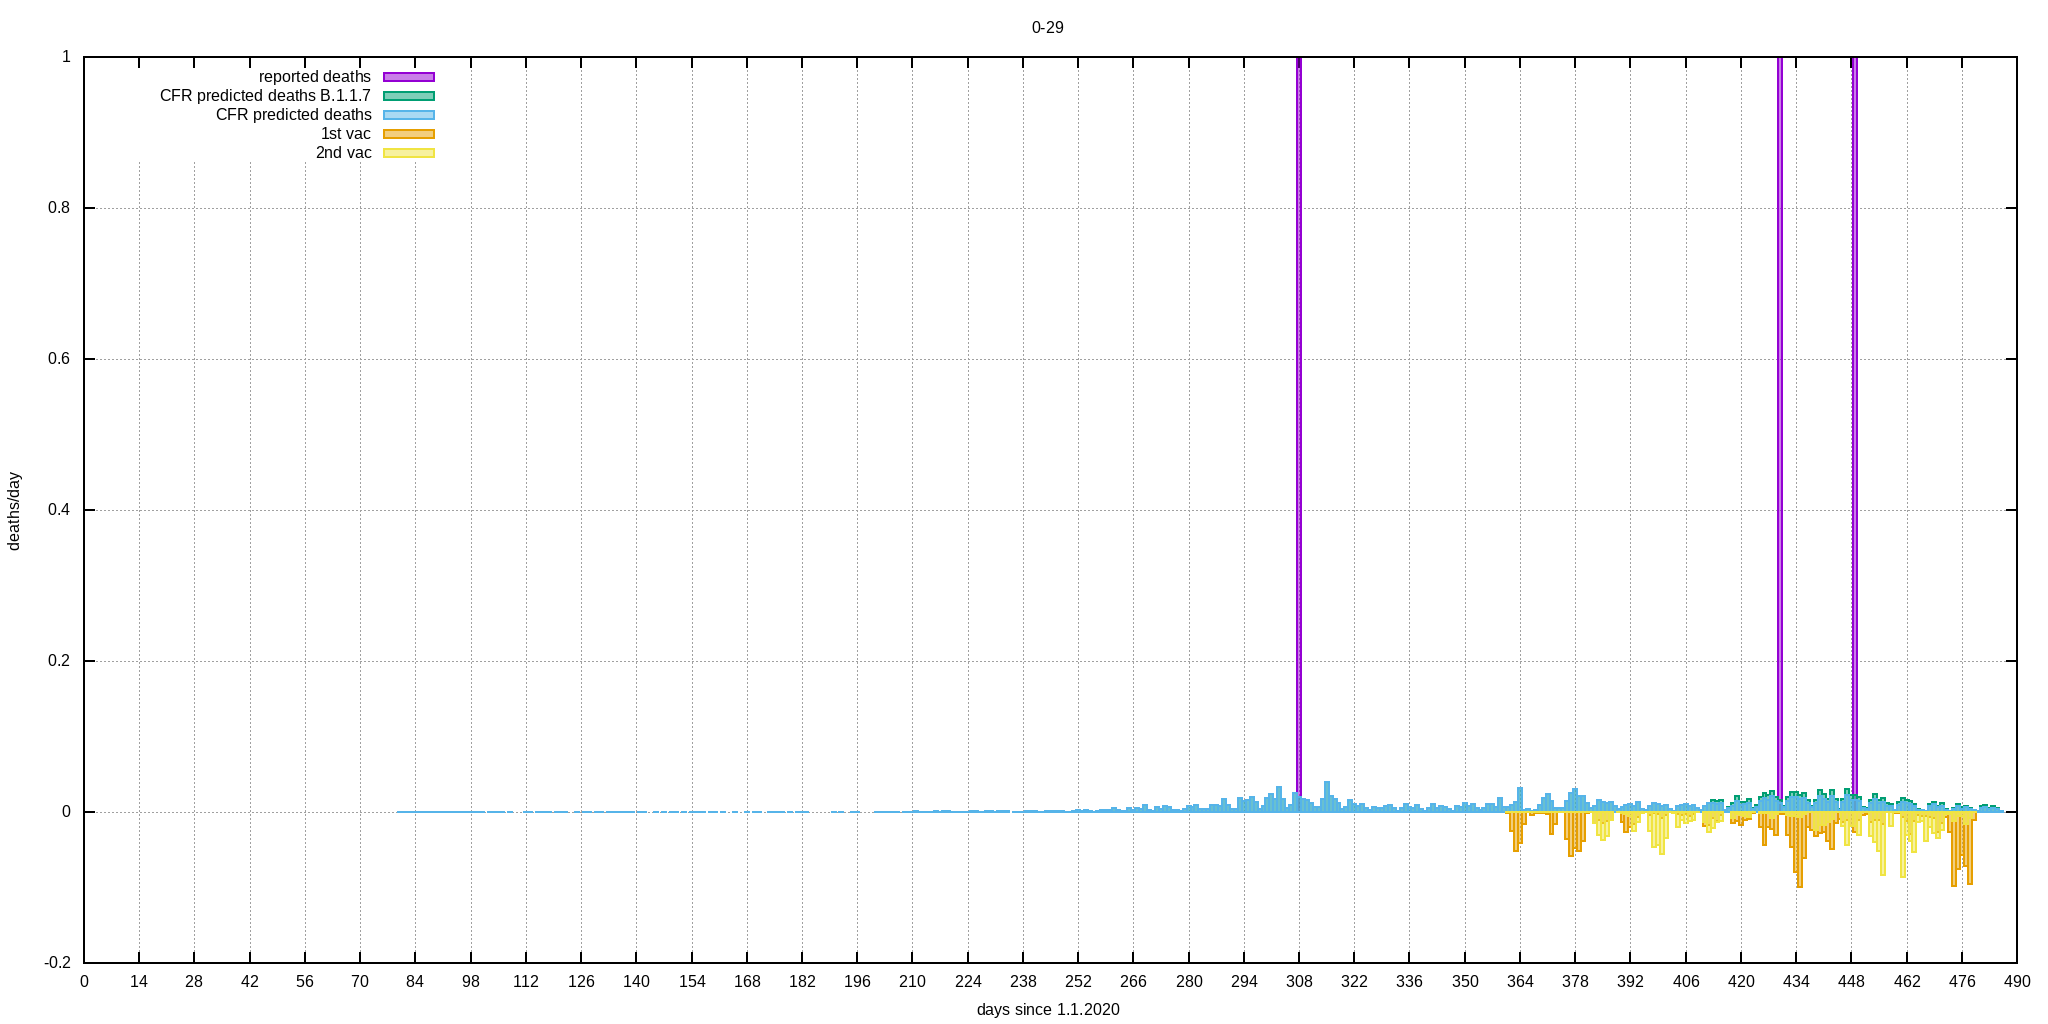 0-29
1
reported deaths
CFR predicted deaths B.1.1.7
CFR predicted deaths
1st vac
2nd vac
0.8
0.6
0.4
0.2
0
-0.2
deaths/day
0 14 28 42 56 70 84 98 112 126 140 154 168 182 196 210 224 238 252 266 280 294 308 322 336 350 364 378 392 406 420 434 448 462 476 490
days since 1.1.2020